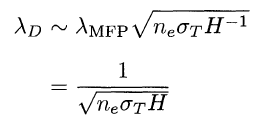 λ_D ∼ λ_MFP √(n_e σ_T H⁻¹)
= 1 / √(n_e σ_T H)